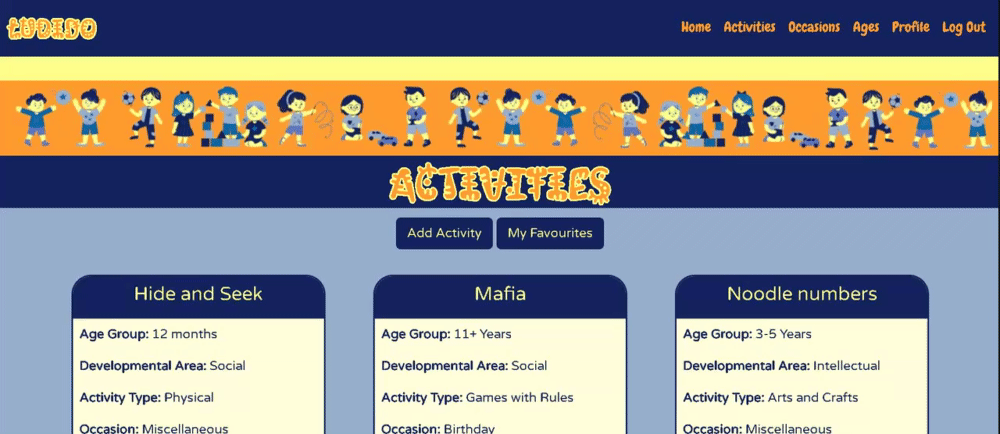 LUDIDO
Home Activities Occasions Ages Profile Log Out
ACTIVITIES
Add Activity My Favourites
Hide and Seek
Age Group: 12 months
Developmental Area: Social
Activity Type: Physical
Occasion: Miscellaneous
Mafia
Age Group: 11+ Years
Developmental Area: Social
Activity Type: Games with Rules
Occasion: Birthday
Noodle numbers
Age Group: 3-5 Years
Developmental Area: Intellectual
Activity Type: Arts and Crafts
Occasion: Miscellaneous